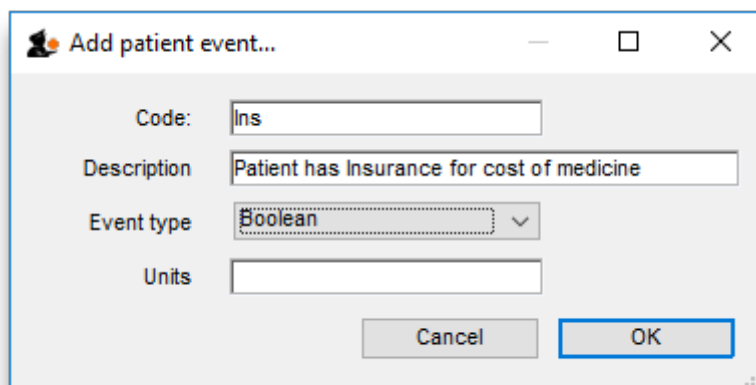 Add patient event...
Code: Ins
Description Patient has Insurance for cost of medicine
Event type Boolean
Units
Cancel OK